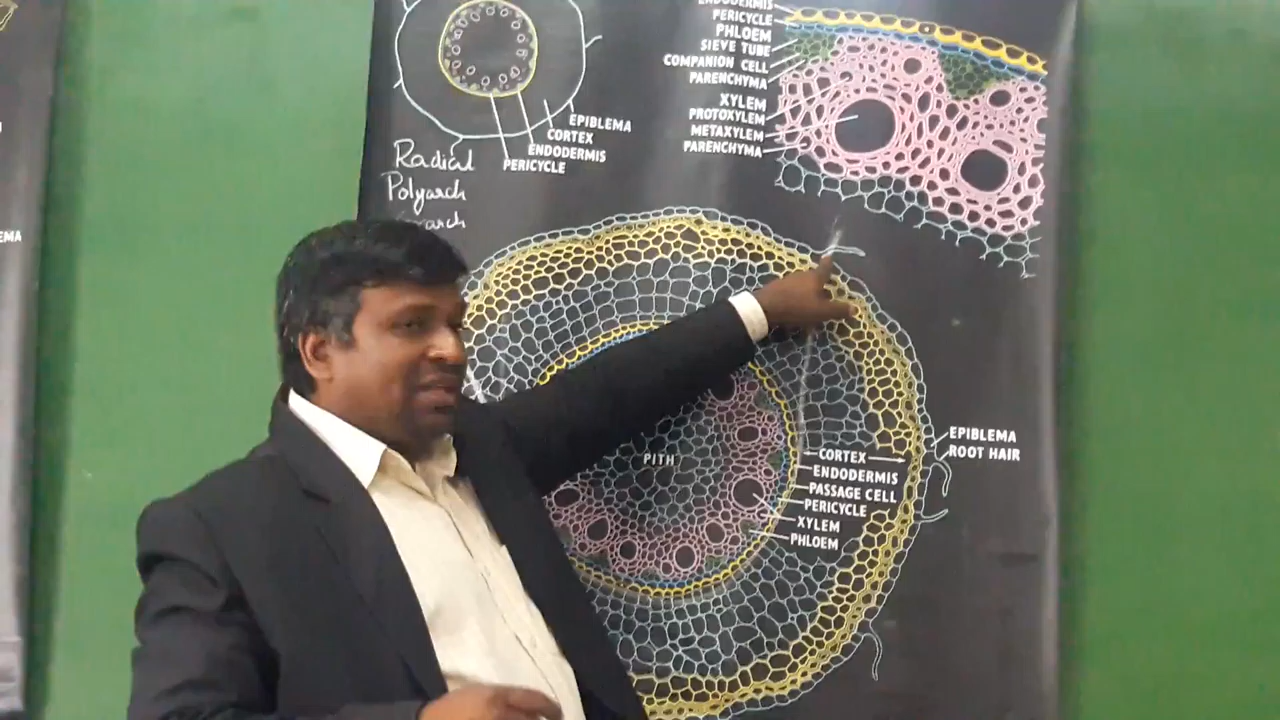 EPIBLEMA
CORTEX
ENDODERMIS
PERICYCLE
Radial
Polyarch
ENDODERMIS
PERICYCLE
PHLOEM
SIEVE TUBE
COMPANION CELL
PARENCHYMA
XYLEM
PROTOXYLEM
METAXYLEM
PARENCHYMA
PITH
EPIBLEMA
ROOT HAIR
CORTEX
ENDODERMIS
PASSAGE CELL
PERICYCLE
XYLEM
PHLOEM
EMA